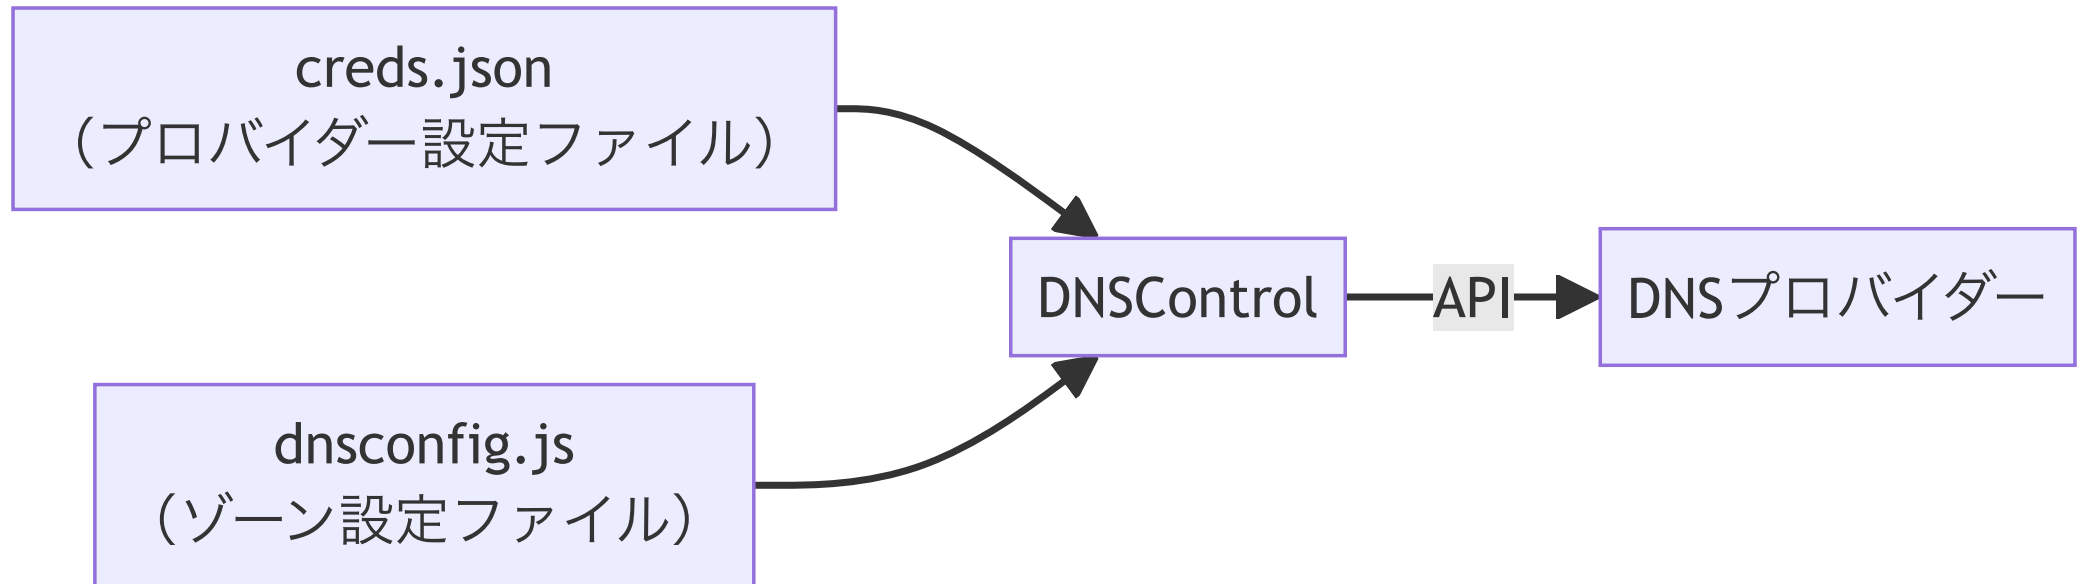 creds.json
（プロバイダー設定ファイル）
dnsconfig.js
（ゾーン設定ファイル）
DNSControl
API
DNSプロバイダー